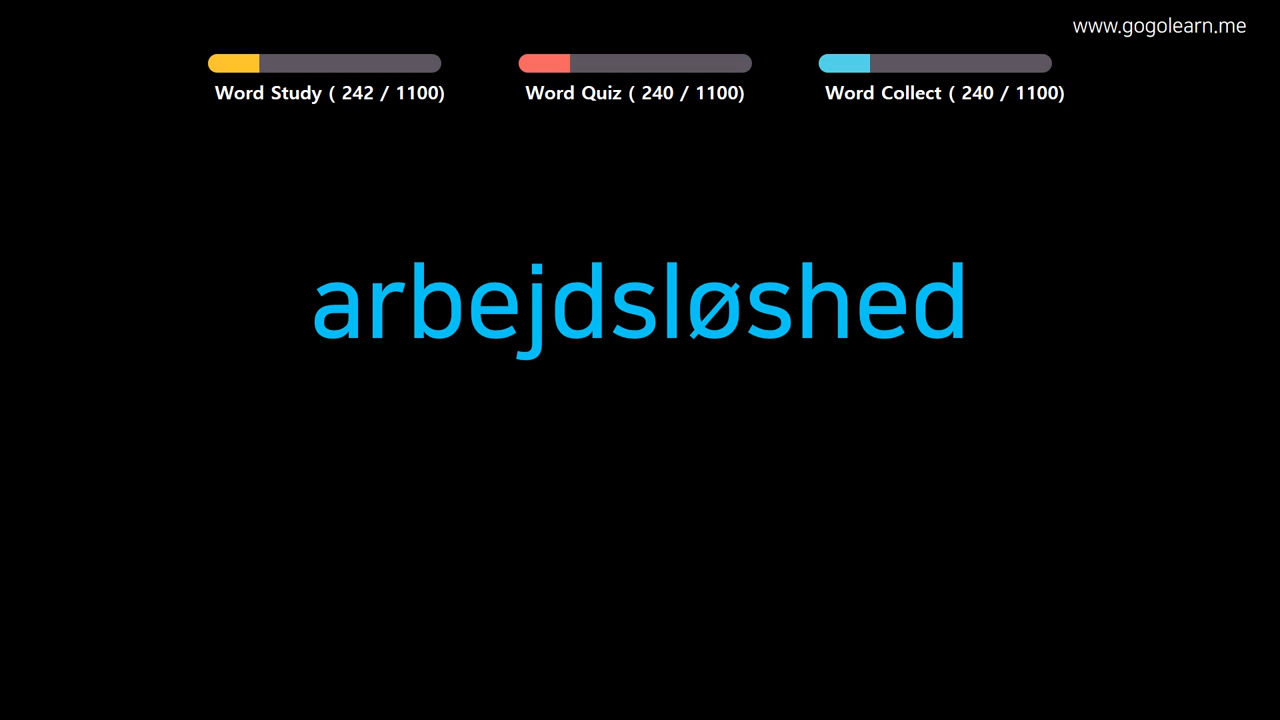 www.gogolearn.me
Word Study ( 242 / 1100)
Word Quiz ( 240 / 1100)
Word Collect ( 240 / 1100)
arbejdsløshed